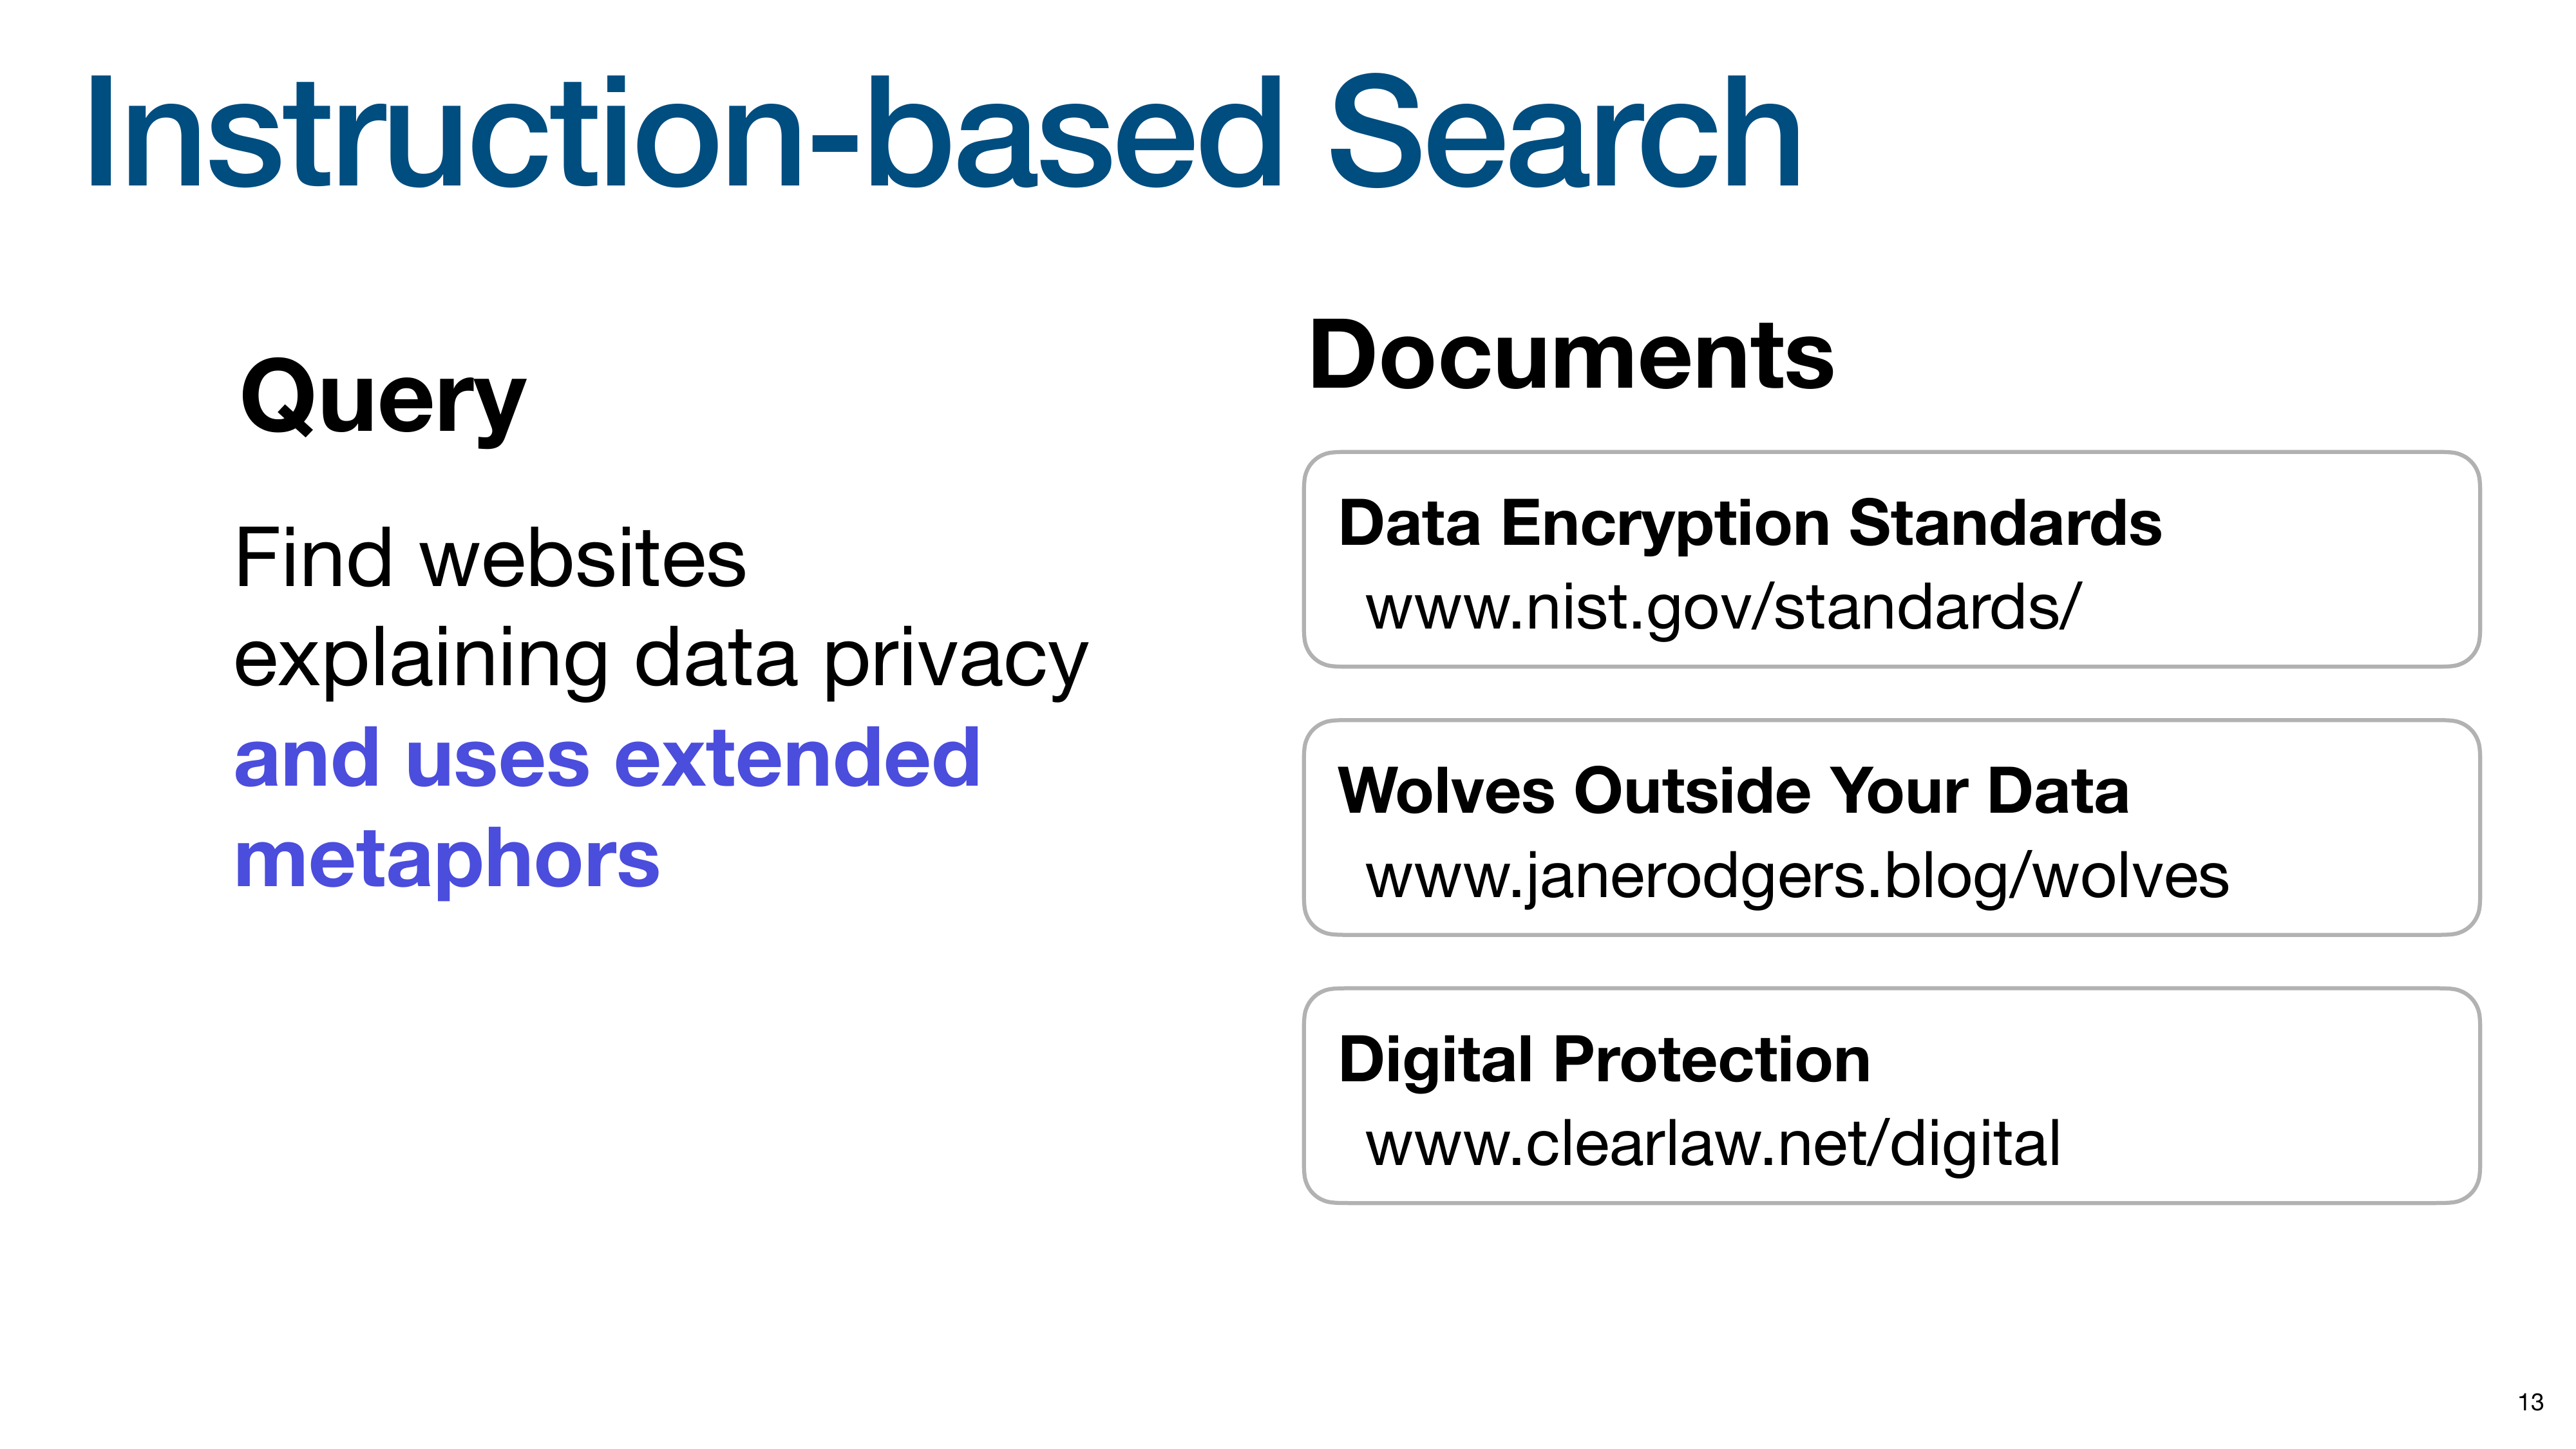 Instruction-based Search
Query
Find websites
explaining data privacy
and uses extended
metaphors
Documents
Data Encryption Standards
www.nist.gov/standards/
Wolves Outside Your Data
www.janerodgers.blog/wolves
Digital Protection
www.clearlaw.net/digital
13